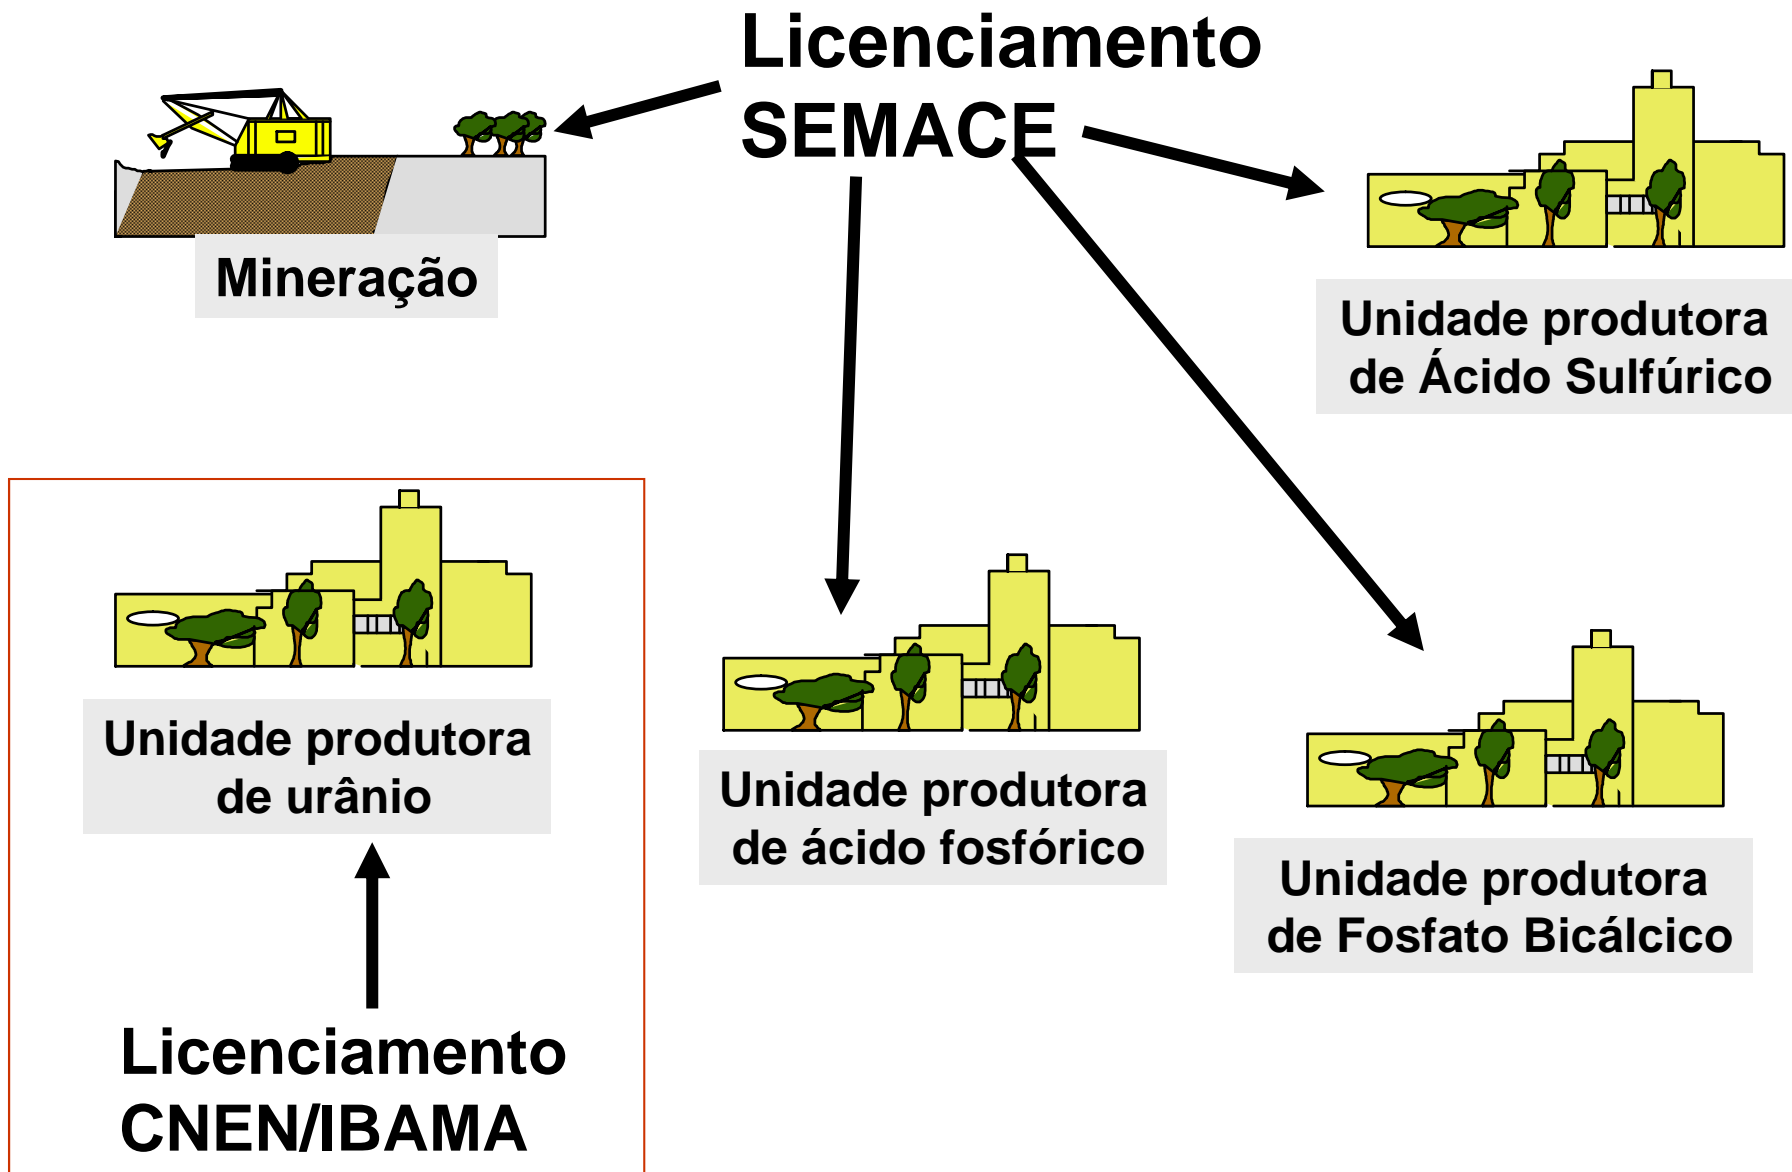 Licenciamento
SEMACE
Mineração
Unidade produtora
de Ácido Sulfúrico
Unidade produtora
de urânio
Unidade produtora
de ácido fosfórico
Unidade produtora
de Fosfato Bicálcico
Licenciamento
CNEN/IBAMA